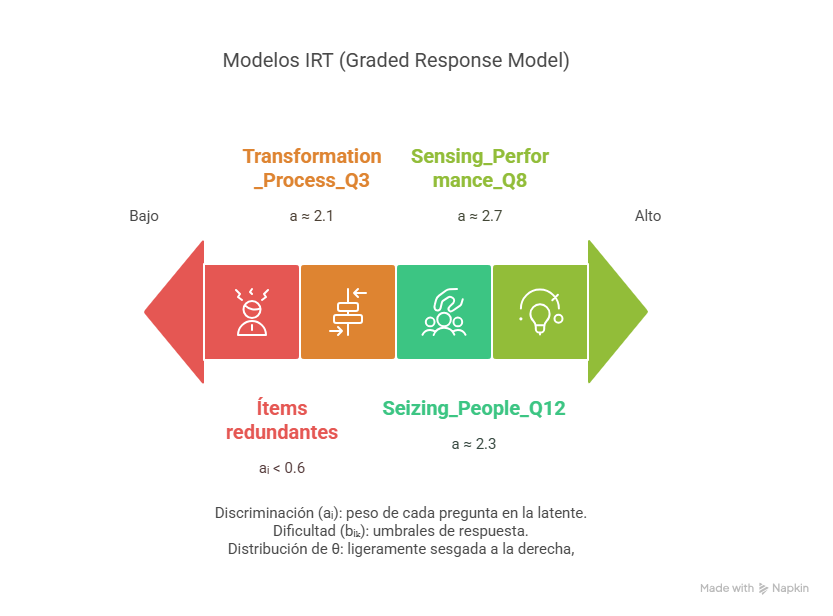 Modelos IRT (Graded Response Model)
Transformation
_Process_Q3
Sensing_Perfor
mance_Q8
Bajo
a ≈ 2.1
a ≈ 2.7
Alto
Ítems
redundantes
Seizing_People_Q12
a ≈ 2.3
aᵢ < 0.6
Discriminación (aᵢ): peso de cada pregunta en la latente.
Dificultad (bᵢₖ): umbrales de respuesta.
Distribución de θ: ligeramente sesgada a la derecha,
Made with Napkin